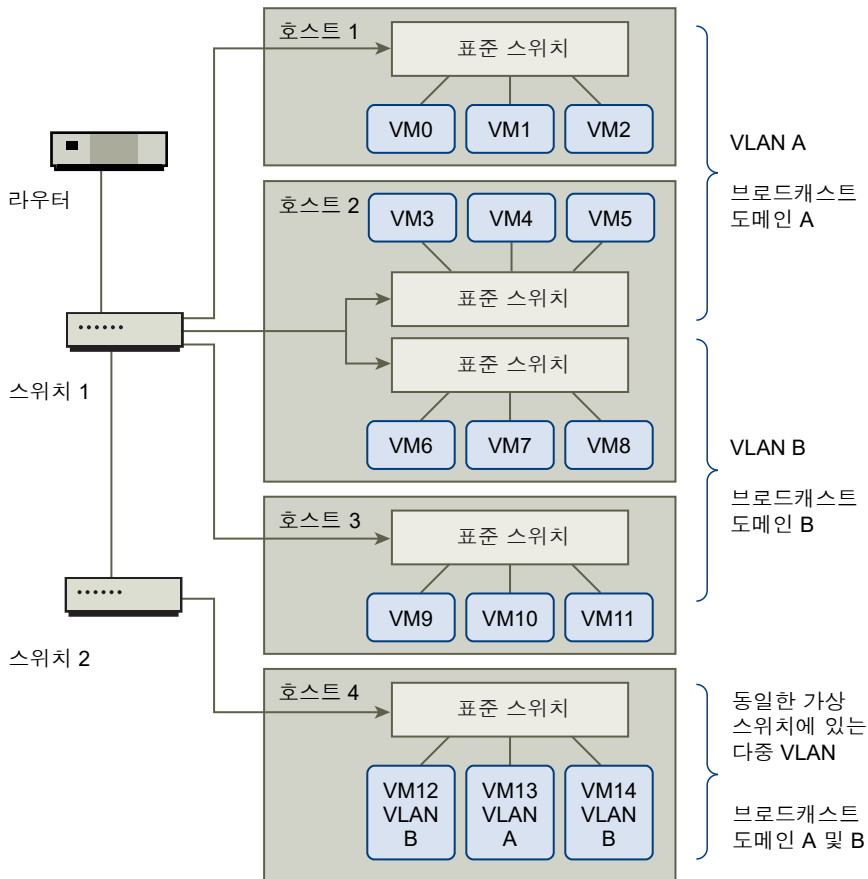 호스트 1
표준 스위치
VM0
VM1
VM2
라우터
호스트 2
VM3
VM4
VM5
표준 스위치
표준 스위치
VM6
VM7
VM8
VLAN A
브로드캐스트
도메인 A
스위치 1
VLAN B
브로드캐스트
도메인 B
호스트 3
표준 스위치
VM9
VM10
VM11
스위치 2
호스트 4
표준 스위치
VM12
VLAN
B
VM13
VLAN
A
VM14
VLAN
B
동일한 가상
스위치에 있는
다중 VLAN
브로드캐스트
도메인 A 및 B